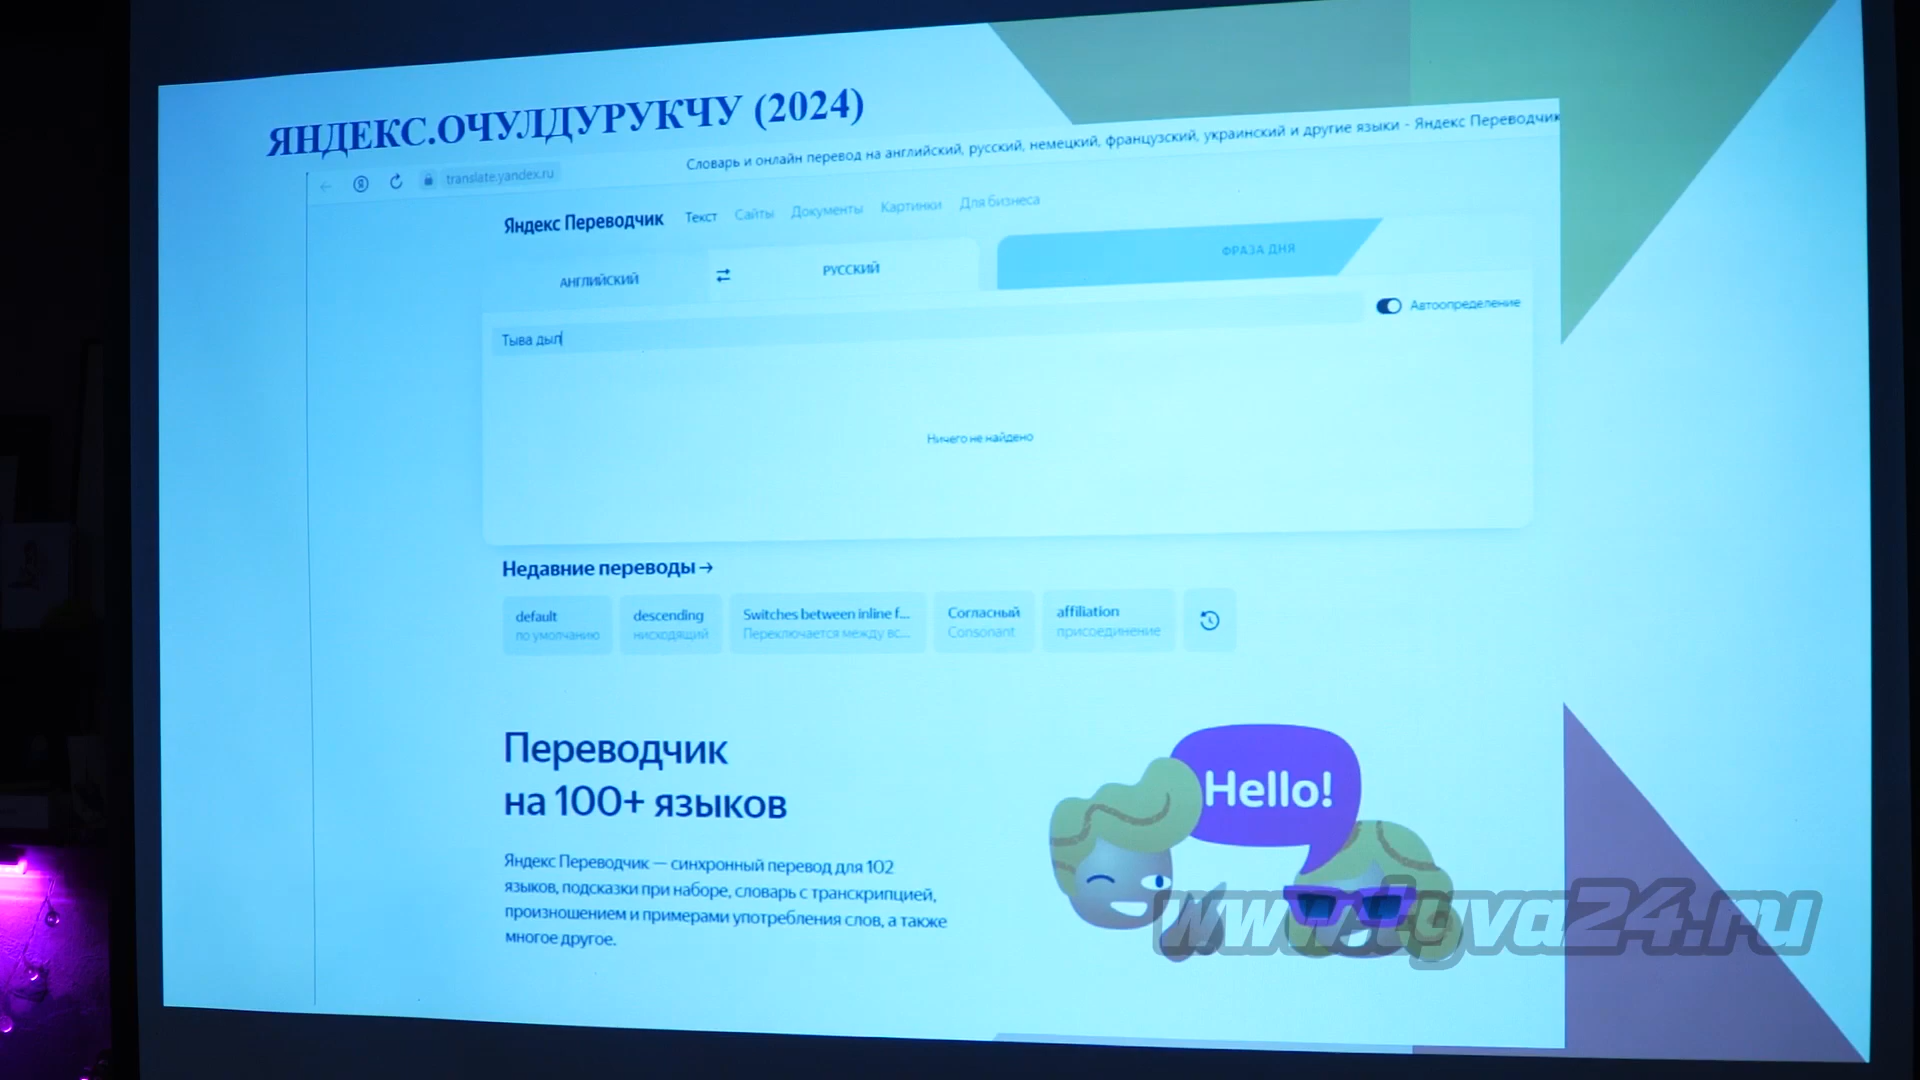 ЯНДЕКС.ОЧУЛДУРУКЧУ (2024)
Словарь и онлайн перевод на английский, русский, немецкий, французский, украинский и другие языки - Яндекс Переводчик
translate.yandex.ru
Яндекс Переводчик Текст Сайты Документы Картинки Для бизнеса
АНГЛИЙСКИЙ РУССКИЙ ФРАЗА ДНЯ
Автоопределение
Тыва дыл
Ничего не найдено
Недавние переводы →
default descending Switches between inline f... Согласный affiliation
по умолчанию нисходящий Переключается между вс... Consonant присоединение
Переводчик
на 100+ языков
Hello!
Яндекс Переводчик — синхронный перевод для 102
языков, подсказки при наборе, словарь с транскрипцией,
произношением и примерами употребления слов, а также
многое другое.
www.tyva24.ru